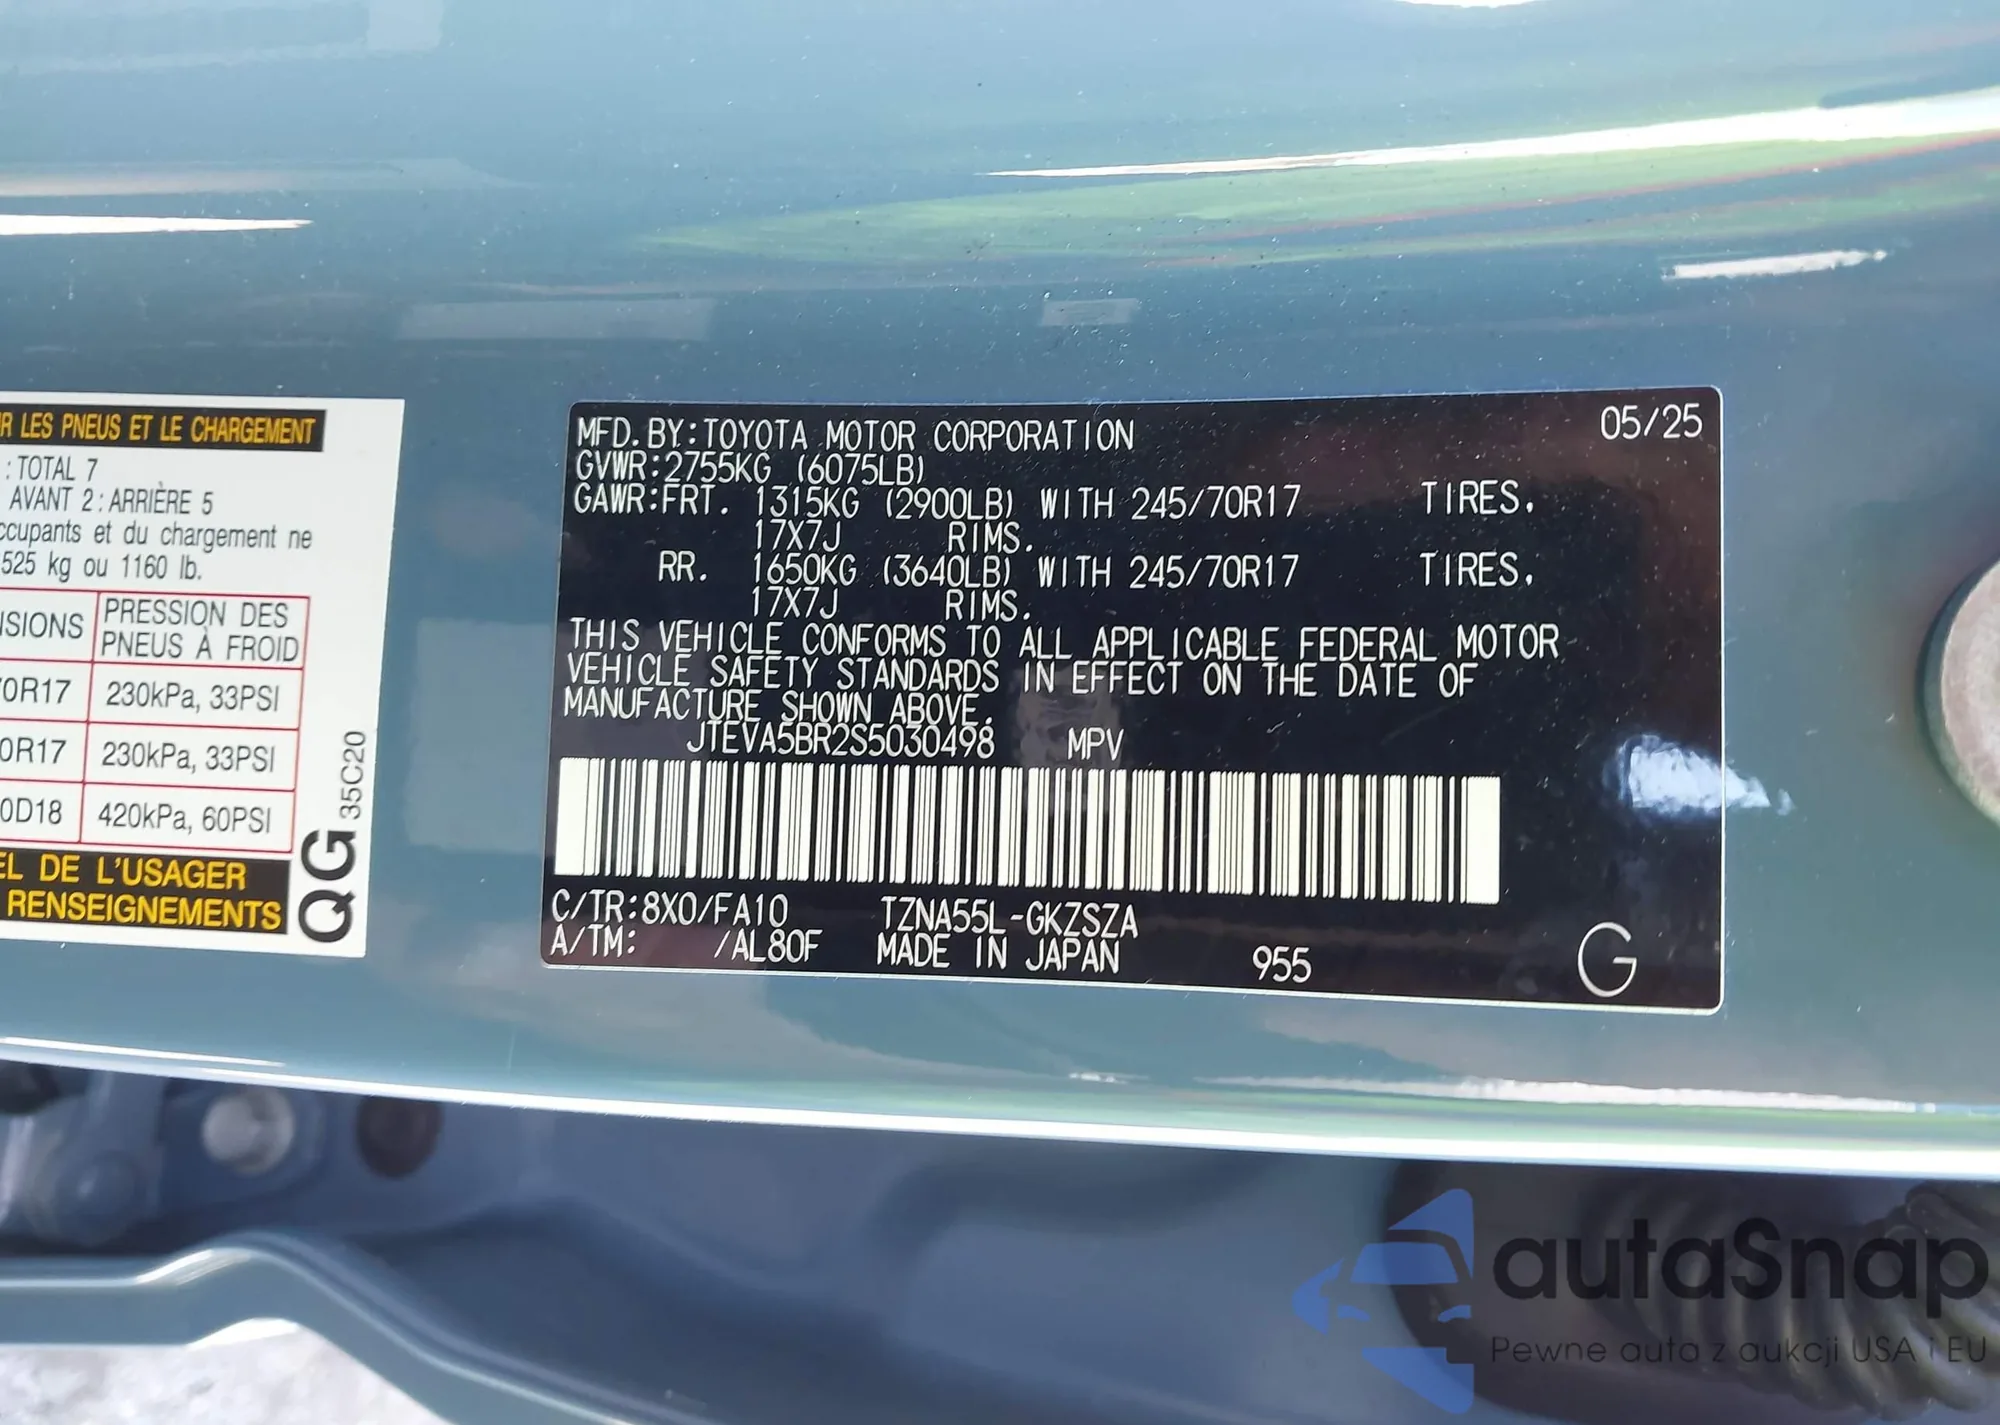 R LES PNEUS ET LE CHARGEMENT
: TOTAL 7
AVANT 2 : ARRIÈRE 5
ccupants et du chargement ne
525 kg ou 1160 lb.
NSIONS PRESSION DES
PNEUS À FROID
70R17 230kPa, 33PSI
0R17 230kPa, 33PSI
0D18 420kPa, 60PSI
EL DE L'USAGER
RENSEIGNEMENTS
QG 35C20
MFD. BY: TOYOTA MOTOR CORPORATION 05/25
GVWR: 2755KG (6075LB)
GAWR: FRT. 1315KG (2900LB) WITH 245/70R17 TIRES,
17X7J RIMS.
RR. 1650KG (3640LB) WITH 245/70R17 TIRES,
17X7J RIMS.
THIS VEHICLE CONFORMS TO ALL APPLICABLE FEDERAL MOTOR
VEHICLE SAFETY STANDARDS IN EFFECT ON THE DATE OF
MANUFACTURE SHOWN ABOVE.
JTEVA5BR2S5030498 MPV
C/TR: 8X0/FA10 TZNA55L-GKZSZA
A/TM: /AL80F MADE IN JAPAN 955 G
autaSnap
Pewne auta z aukcji USA i EU